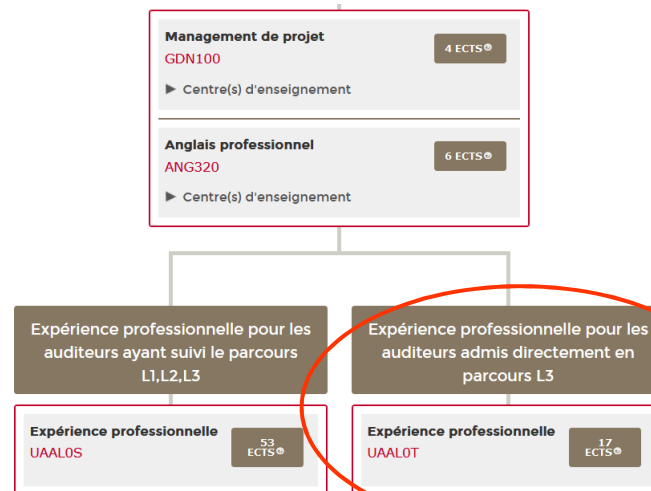 Management de projet
4 ECTS
GDN100
▶ Centre(s) d'enseignement
Anglais professionnel
6 ECTS
ANG320
▶ Centre(s) d'enseignement
Expérience professionnelle pour les
auditeurs ayant suivi le parcours
L1,L2,L3
Expérience professionnelle pour les
auditeurs admis directement en
parcours L3
Expérience professionnelle
UAAL0S
53
ECTS
Expérience professionnelle
UAAL0T
17
ECTS